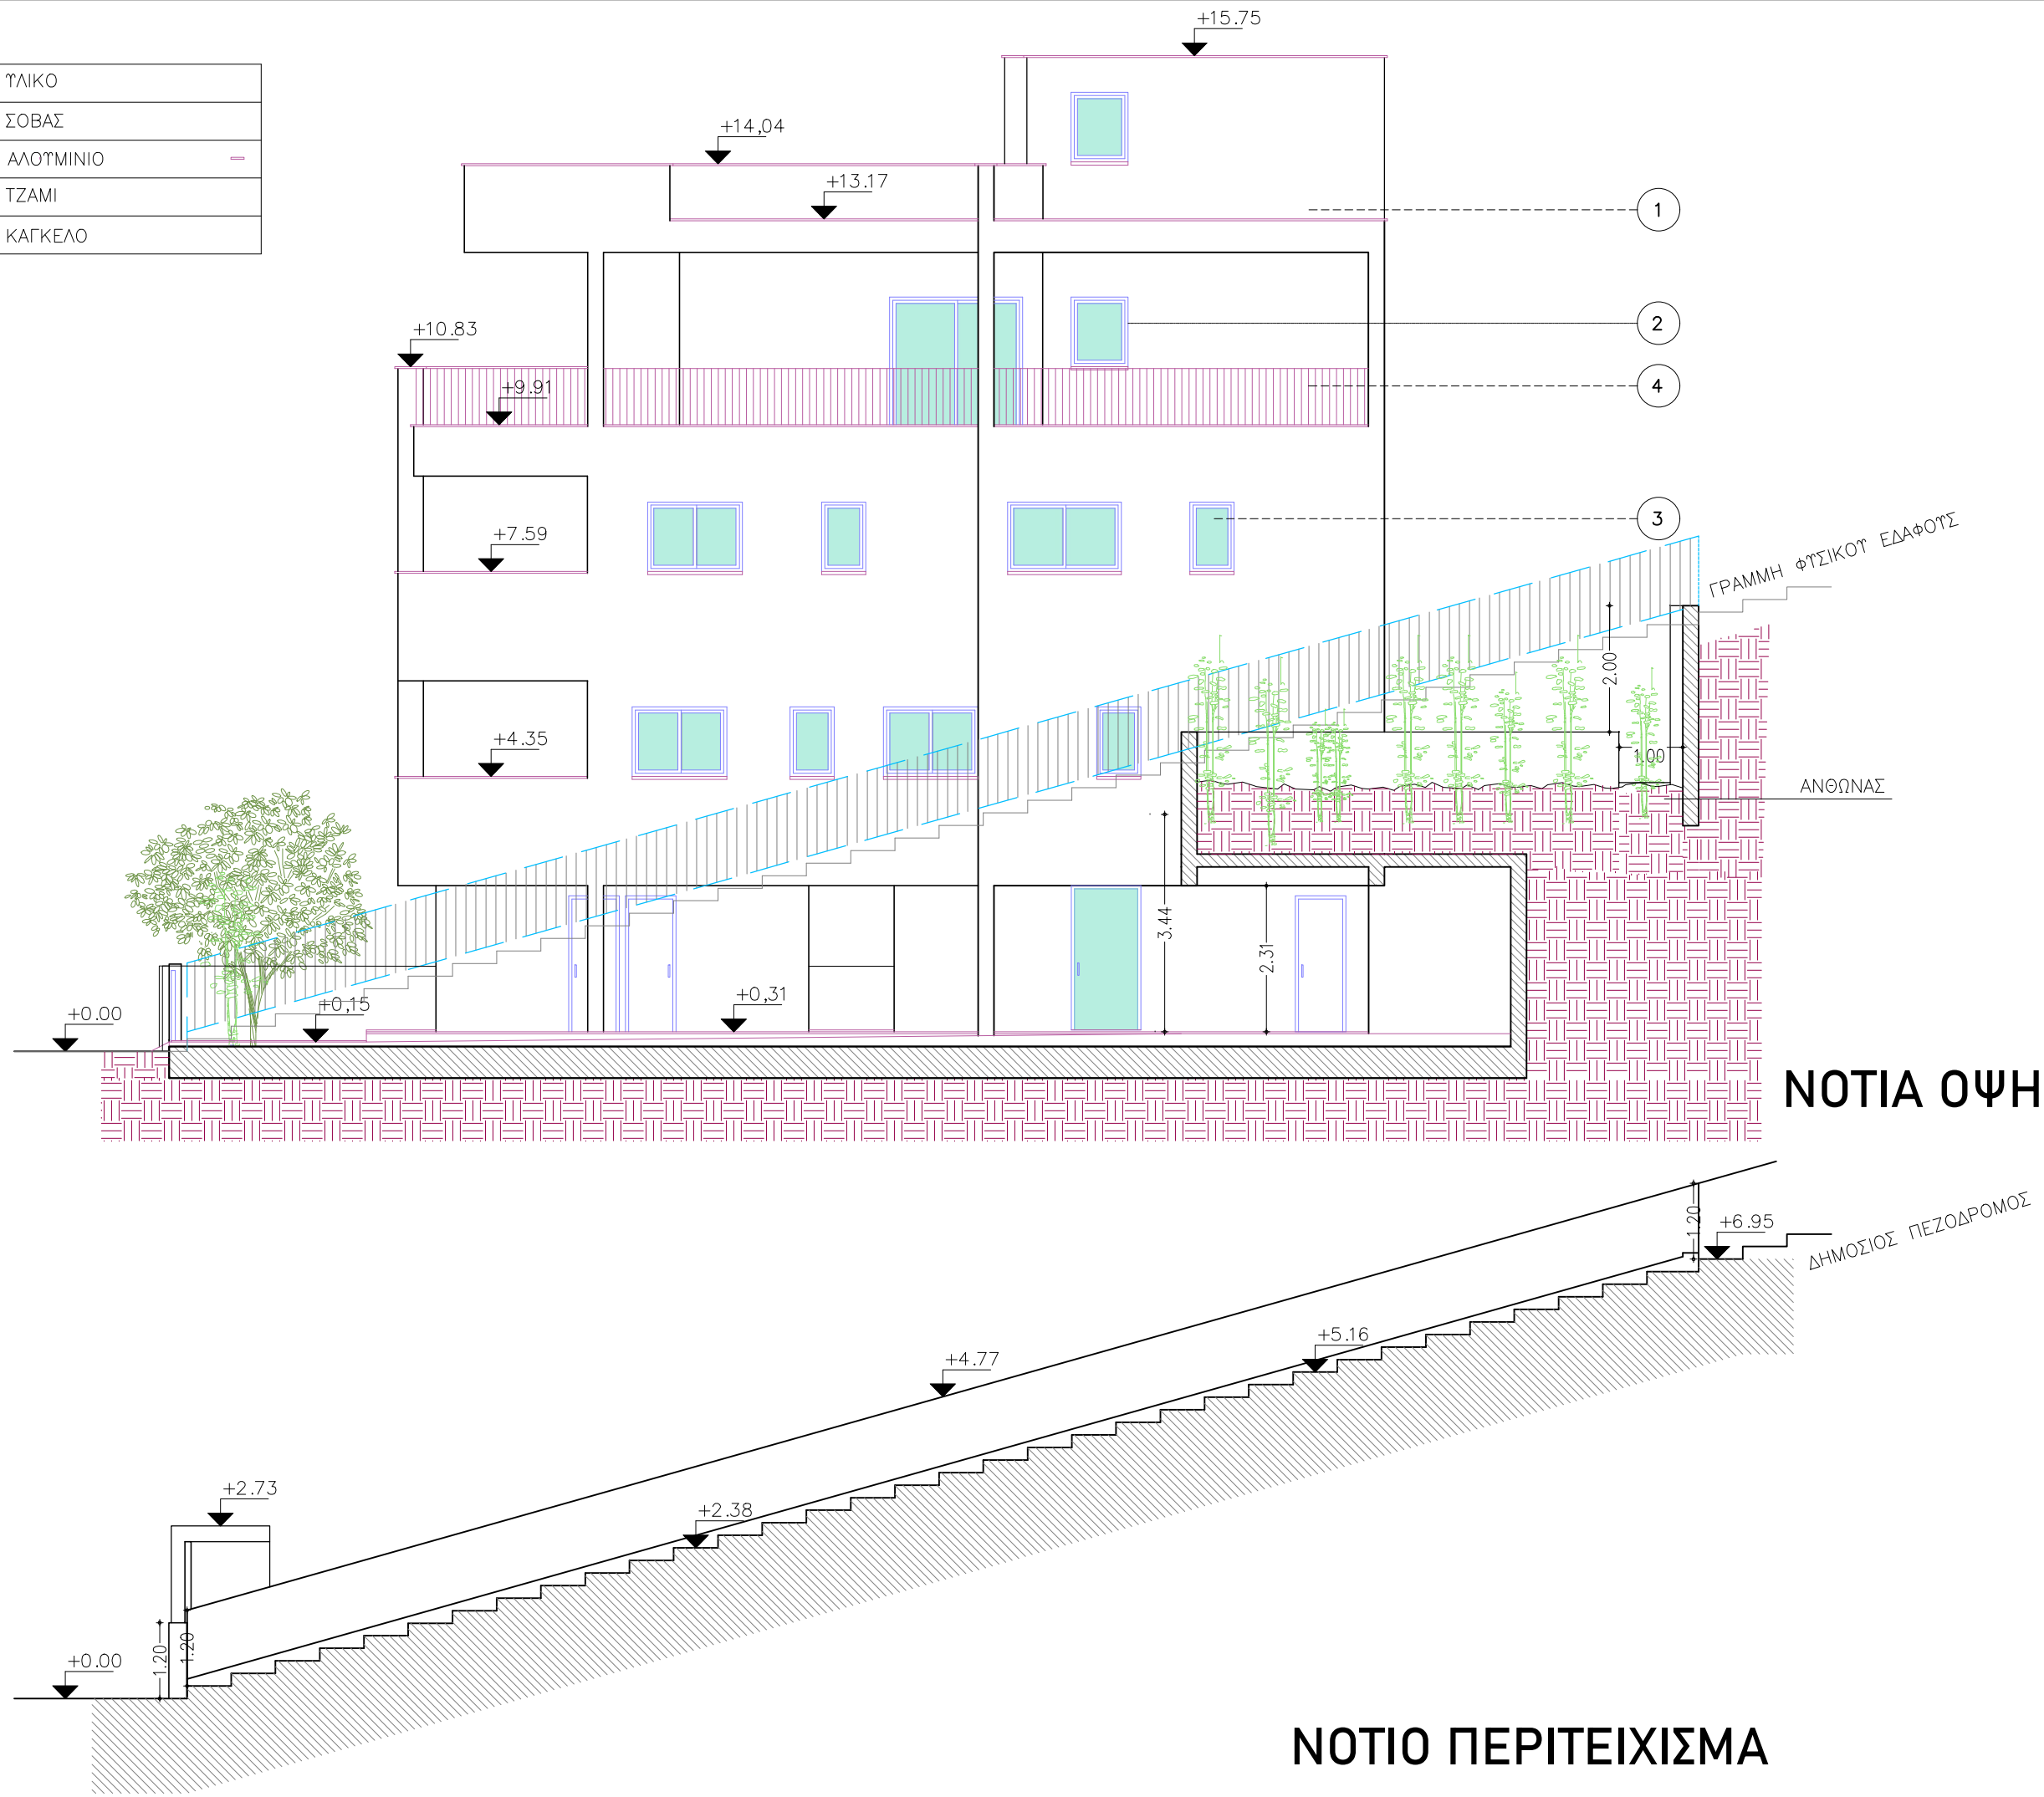 +15.75
ΥΛΙΚΟ
ΣΟΒΑΣ
ΑΛΟΥΜΙΝΙΟ
ΤΖΑΜΙ
ΚΑΓΚΕΛΟ
+14,04
+13.17
1
2
+10.83
+9.91
4
3
+7.59
ΓΡΑΜΜΗ ΦΥΣΙΚΟΥ ΕΔΑΦΟΥΣ
2.00
+4.35
1.00
ΑΝΘΩΝΑΣ
3.44
2.31
+0.00
+0,15
+0,31
ΝΟΤΙΑ ΟΨΗ
1.20
+6.95
ΔΗΜΟΣΙΟΣ ΠΕΖΟΔΡΟΜΟΣ
+5.16
+4.77
+2.73
+2.38
+0.00
1.20
1.20
ΝΟΤΙΟ ΠΕΡΙΤΕΙΧΙΣΜΑ